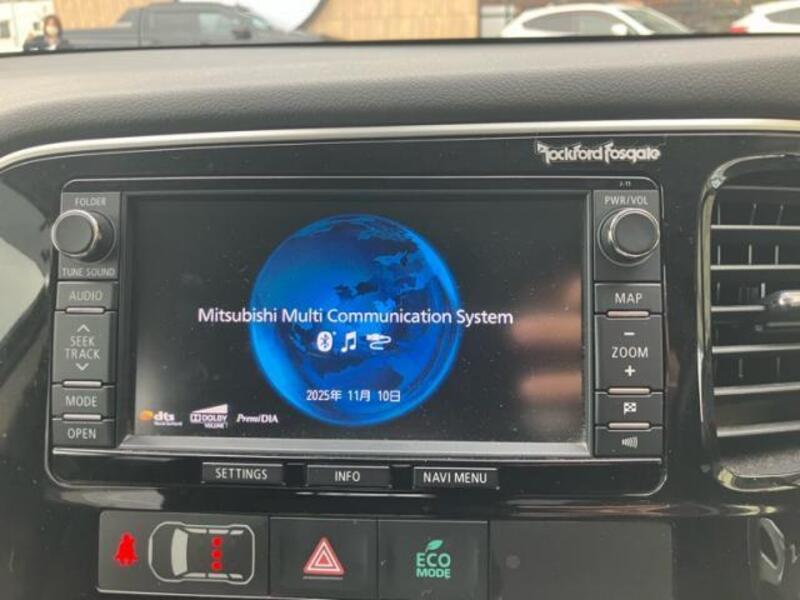 Rockford Fosgate
J-11
FOLDER
PWR/VOL
TUNE SOUND
AUDIO
MAP
SEEK
TRACK
ZOOM
MODE
OPEN
Mitsubishi Multi Communication System
2025年 11月 10日
dts
DOLBY
VOLUME
PremiDIA
SETTINGS
INFO
NAVI MENU
ECO
MODE